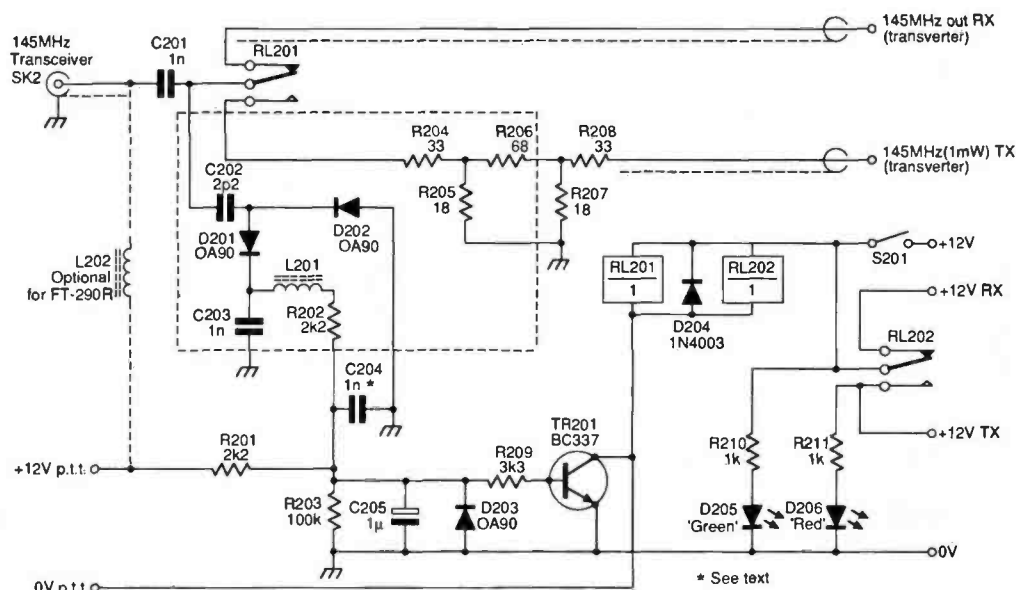 145MHz
Transceiver
SK2
C201
1n
RL201
145MHz out RX
(transverter)
R204
33
R206
68
R208
33
145MHz(1mW) TX
(transverter)
C202
2p2
R205
18
R207
18
D201
OA90
D202
OA90
L202
Optional
for FT-290R
L201
C203
1n
R202
2k2
RL201
1
RL202
1
D204
1N4003
S201
+12V
+12V RX
RL202
C204
1n *
TR201
BC337
+12V TX
R210
1k
R211
1k
+12V p.t.t.
R201
2k2
R209
3k3
R203
100k
C205
1µ
D203
OA90
D205
'Green'
D206
'Red'
0V
0V p.t.t.
* See text